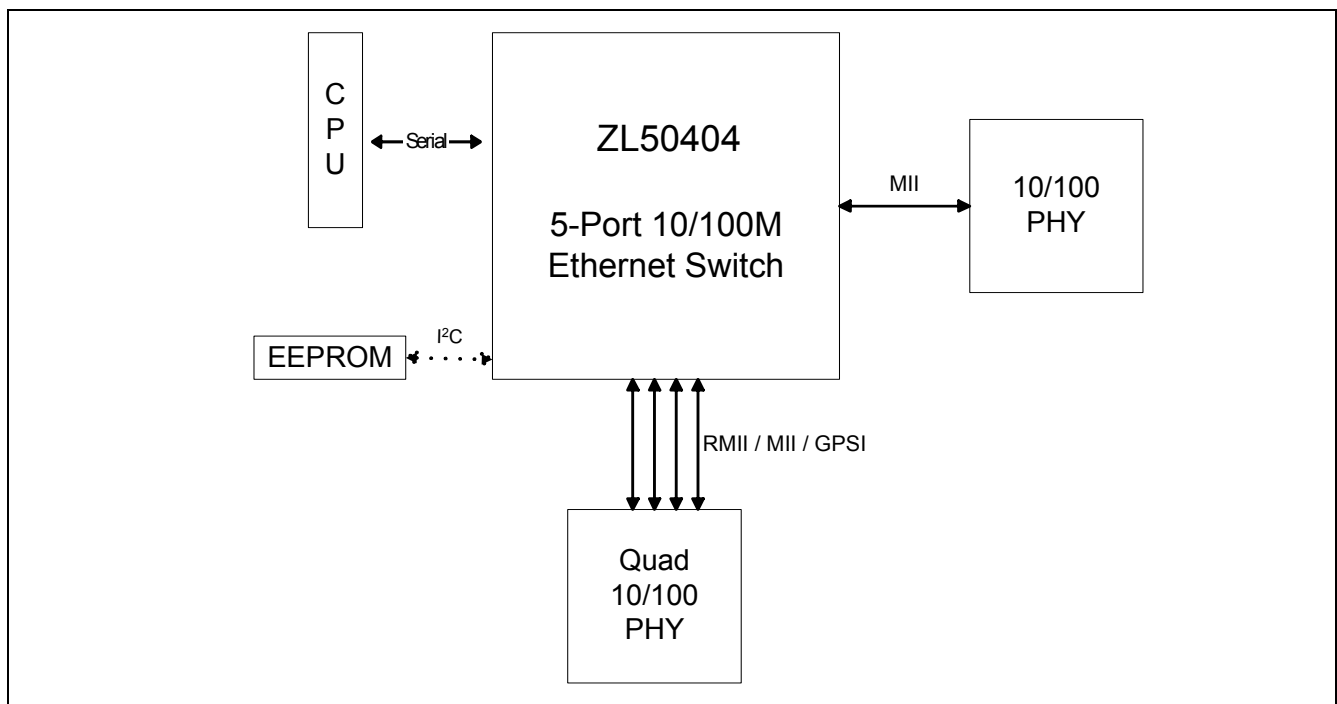 C
P
U
Serial
ZL50404
5-Port 10/100M
Ethernet Switch
MII
10/100
PHY
EEPROM
I²C
RMII / MII / GPSI
Quad
10/100
PHY